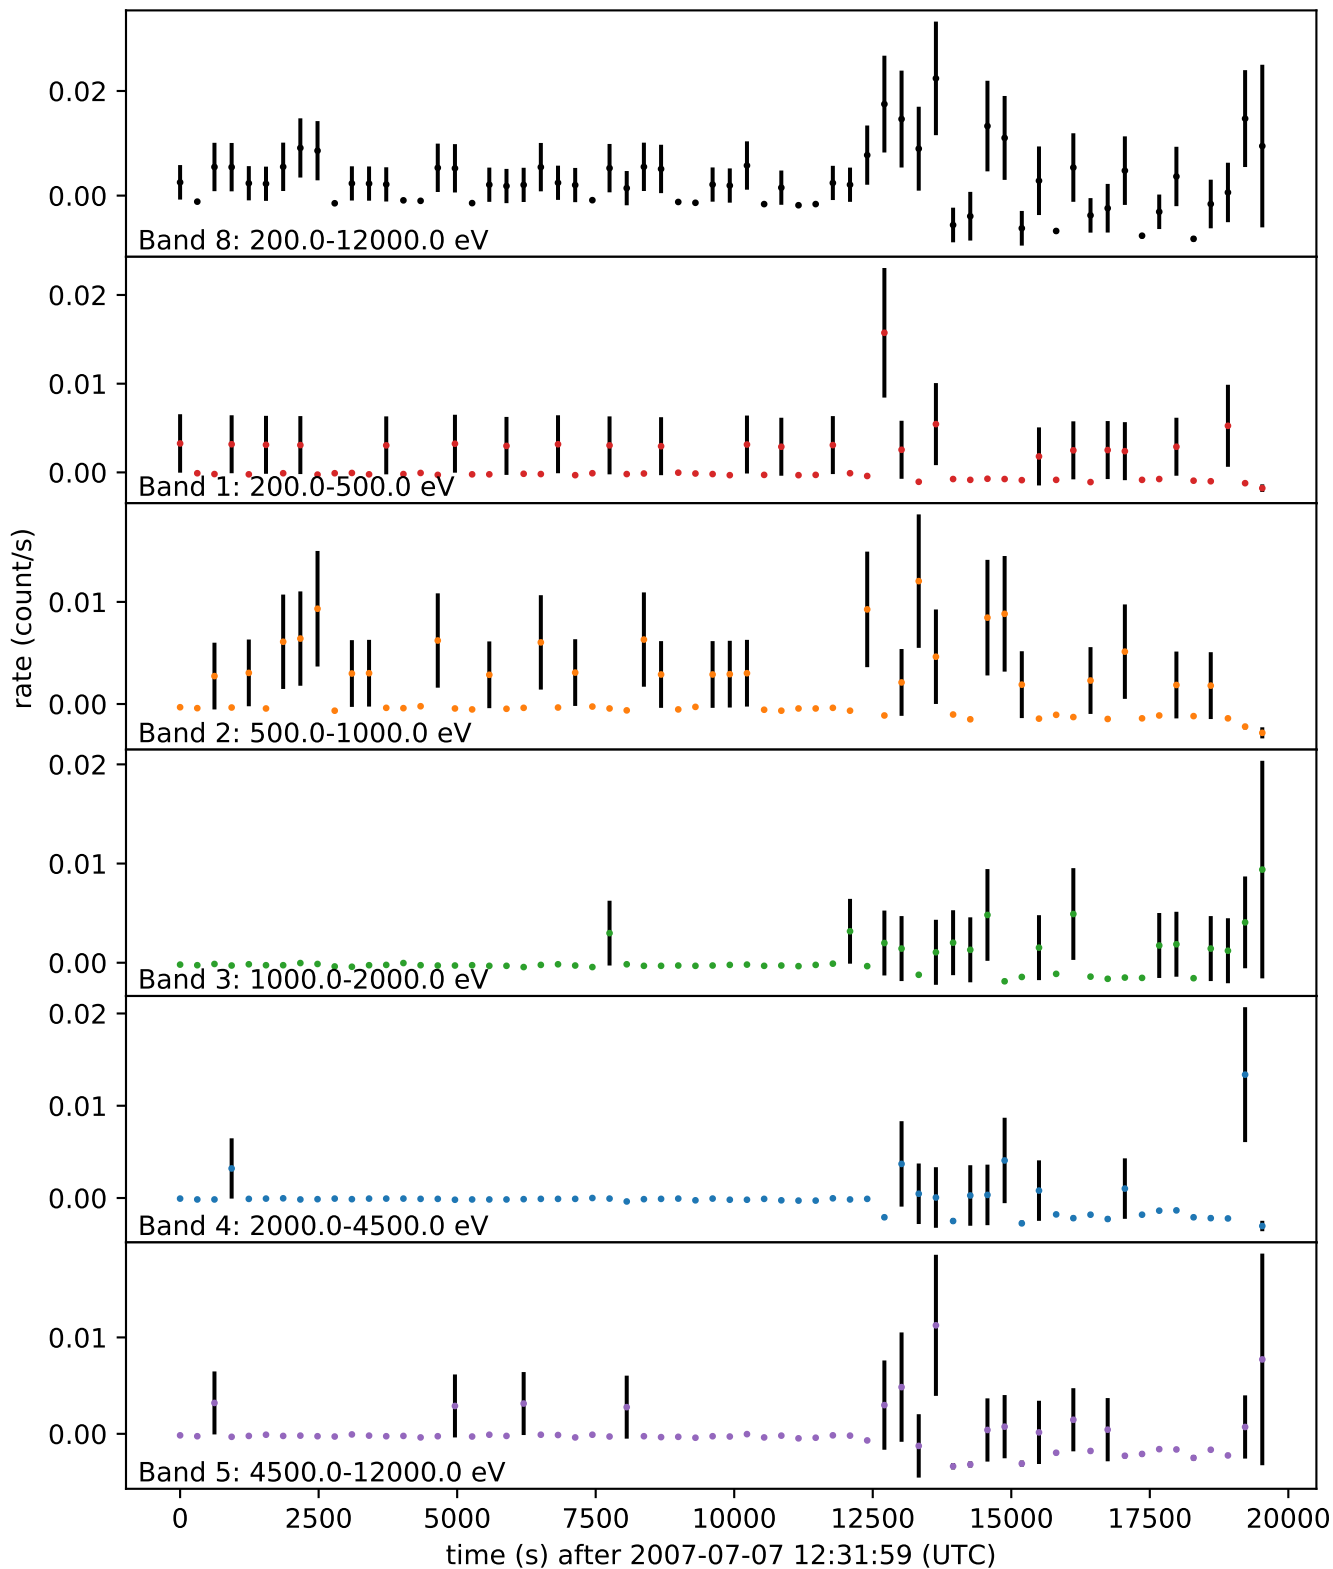 0.02
0.00
Band 8: 200.0-12000.0 eV
0.02
0.01
0.00
Band 1: 200.0-500.0 eV
rate (count/s)
0.01
0.00
Band 2: 500.0-1000.0 eV
0.02
0.01
0.00
Band 3: 1000.0-2000.0 eV
0.02
0.01
0.00
Band 4: 2000.0-4500.0 eV
0.01
0.00
Band 5: 4500.0-12000.0 eV
0 2500 5000 7500 10000 12500 15000 17500 20000
time (s) after 2007-07-07 12:31:59 (UTC)